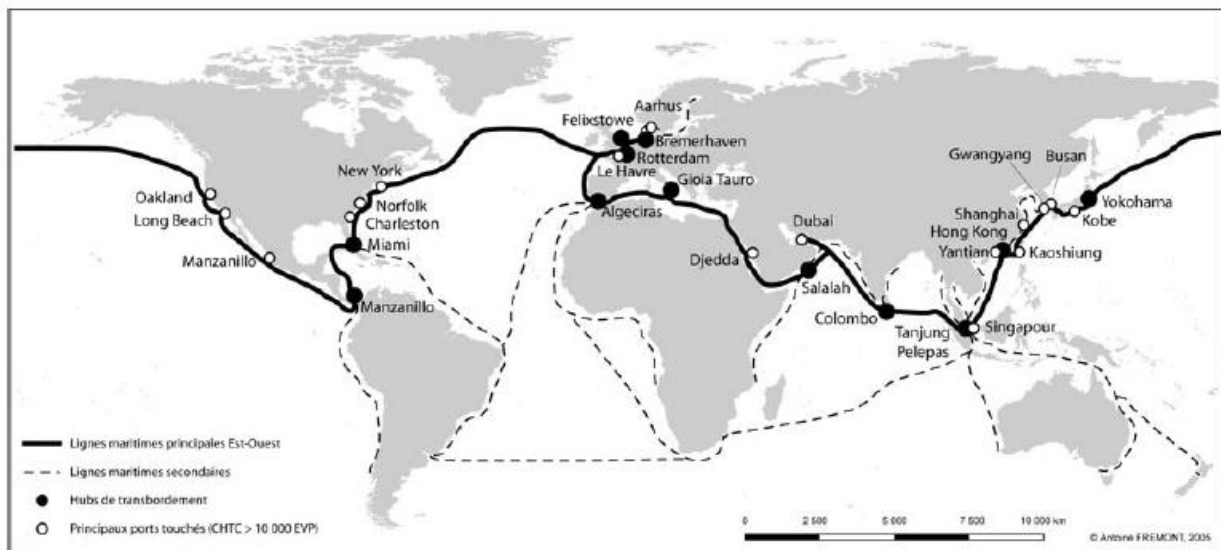 Aarhus
Felixstowe
Bremerhaven
Rotterdam
Le Havre
Gioia Tauro
Algeciras
New York
Norfolk
Charleston
Miami
Oakland
Long Beach
Manzanillo
Manzanillo
Dubai
Djedda
Salalah
Colombo
Gwangyang
Busan
Yokohama
Kobe
Shanghai
Hong Kong
Yantian
Kaoshiung
Tanjung
Pelepas
Singapour
Lignes maritimes principales Est-Ouest
Lignes maritimes secondaires
Hubs de transbordement
Principaux ports touchés (CHTC > 10 000 EVP)
0 2 500 5 000 7 500 10 000 km
© Antoine FREMONT, 2005